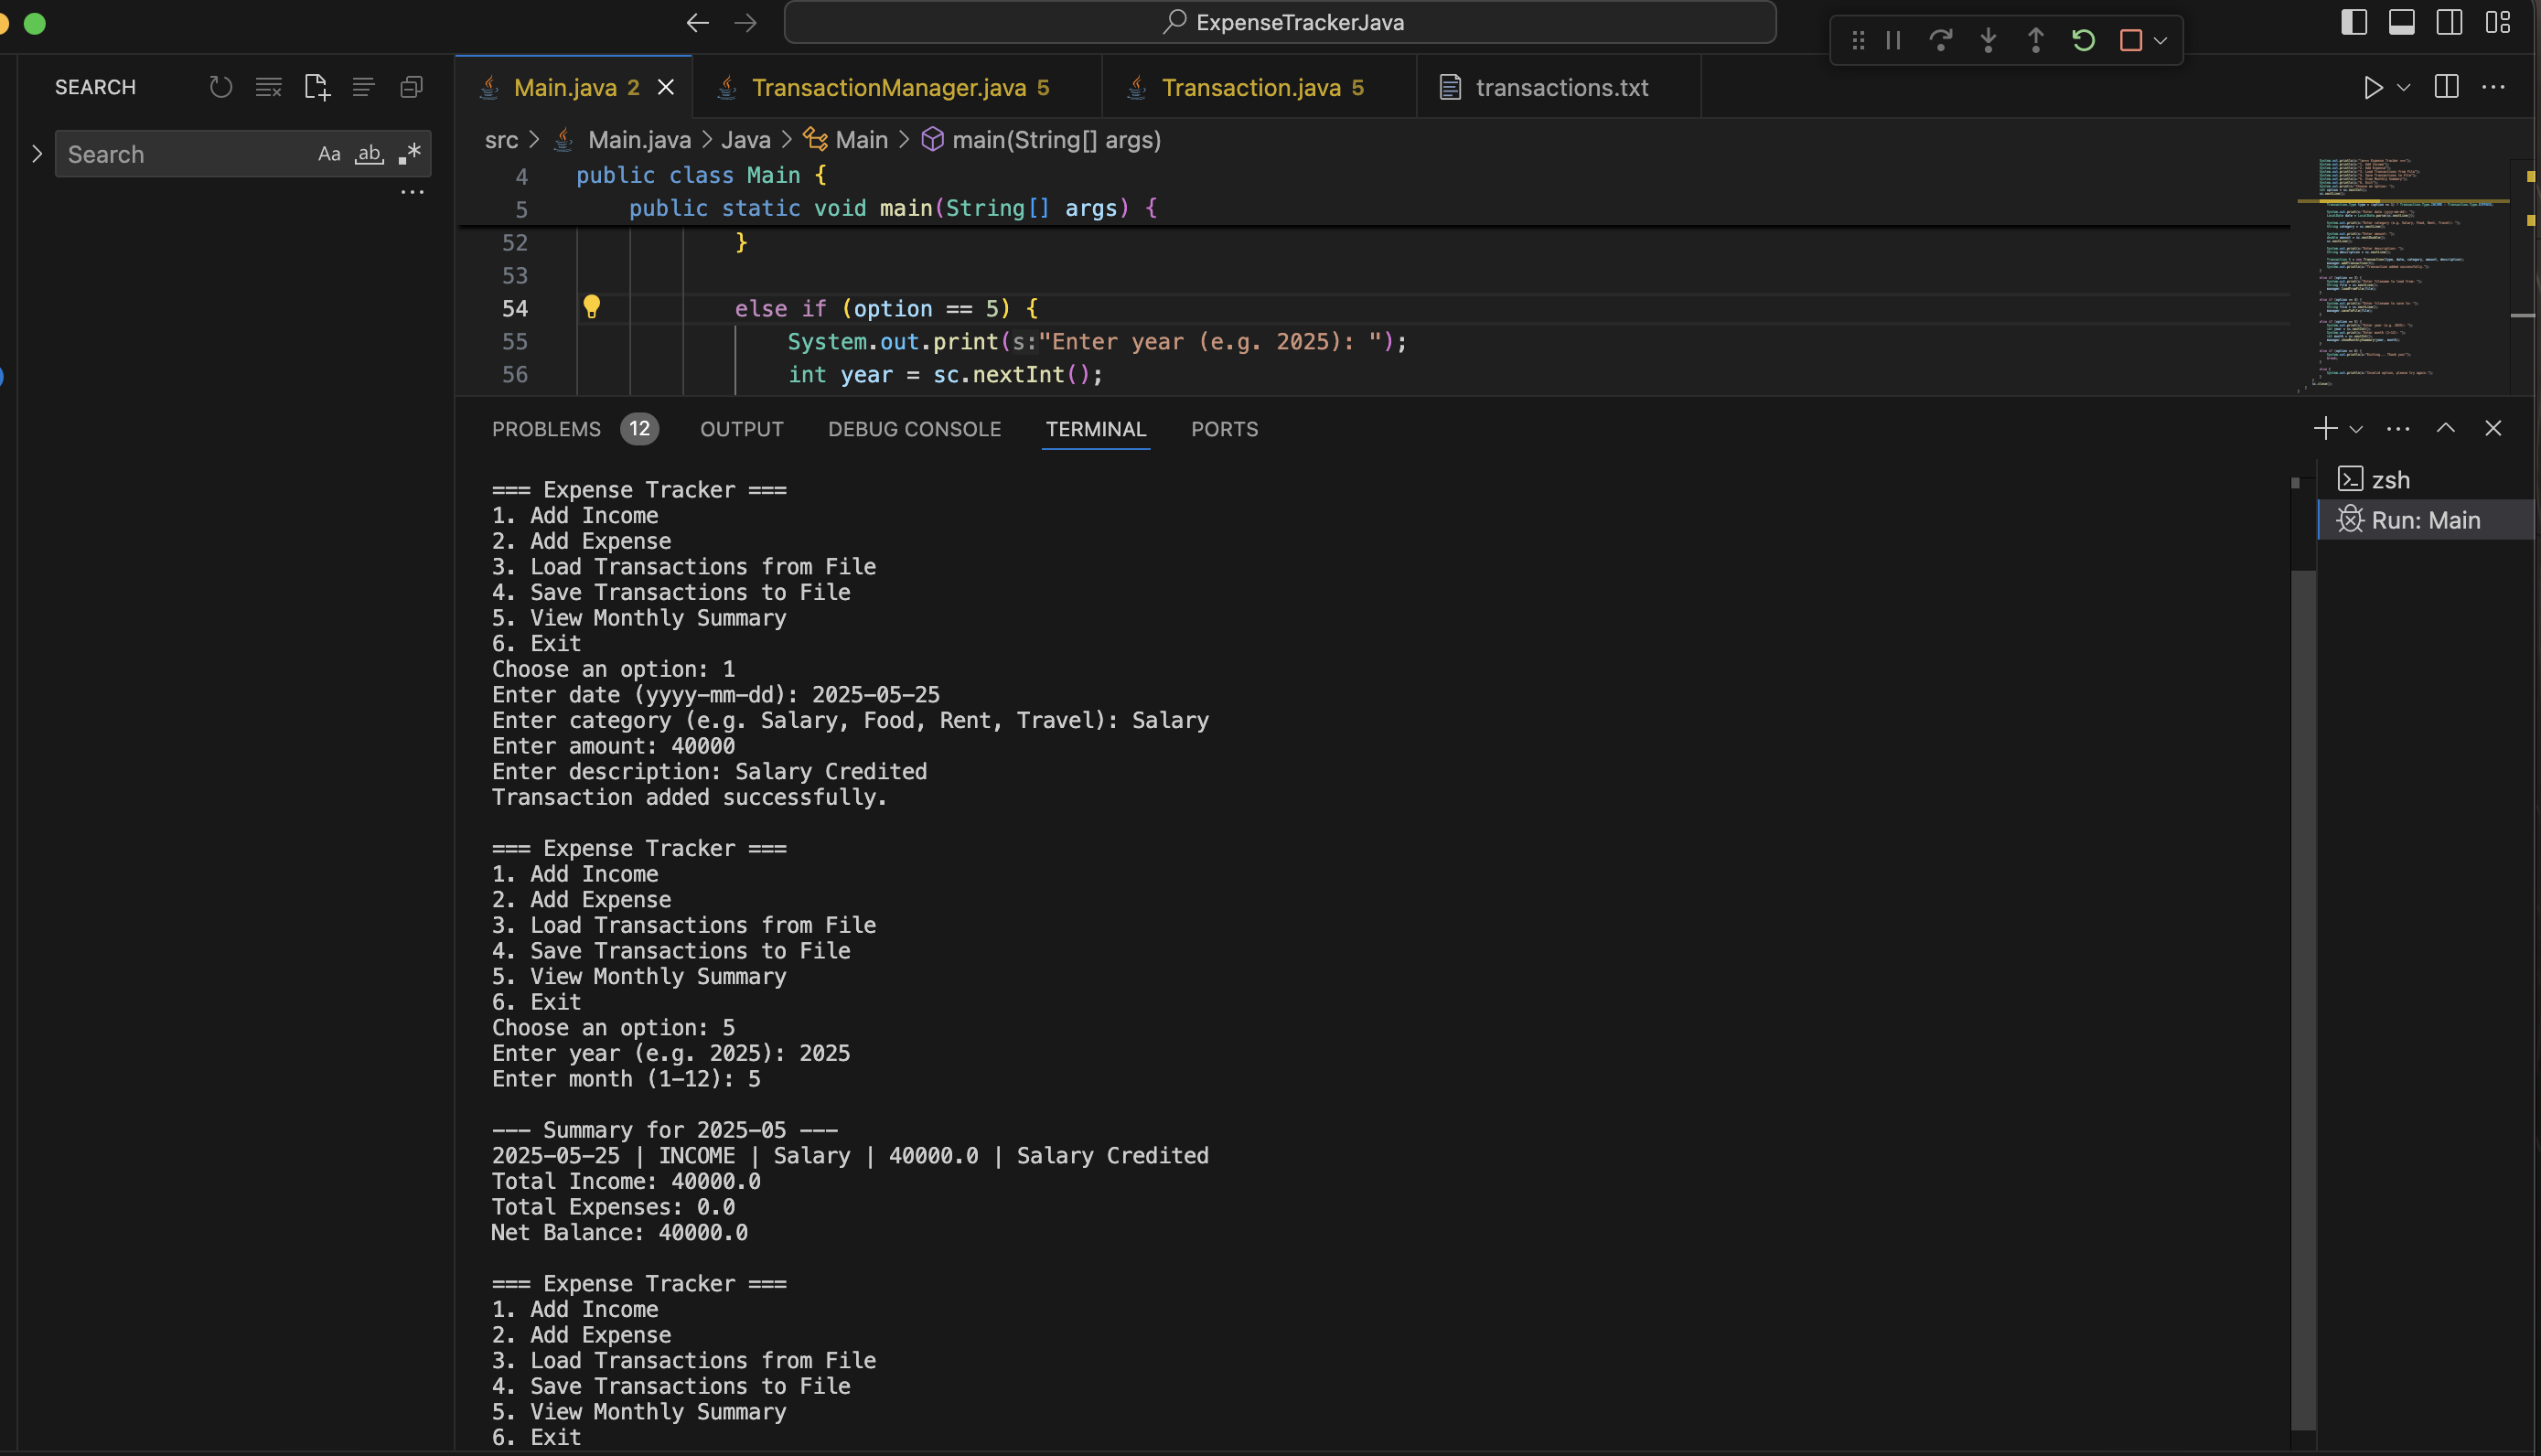 ExpenseTrackerJava
SEARCH
Search
Aa
ab
Main.java 2
TransactionManager.java 5
Transaction.java 5
transactions.txt
src > Main.java > Java > Main > main(String[] args)
4 public class Main {
5 public static void main(String[] args) {
52 }
53
54 else if (option == 5) {
55 System.out.print(s:"Enter year (e.g. 2025): ");
56 int year = sc.nextInt();
PROBLEMS 12 OUTPUT DEBUG CONSOLE TERMINAL PORTS
zsh
Run: Main
=== Expense Tracker ===
1. Add Income
2. Add Expense
3. Load Transactions from File
4. Save Transactions to File
5. View Monthly Summary
6. Exit
Choose an option: 1
Enter date (yyyy-mm-dd): 2025-05-25
Enter category (e.g. Salary, Food, Rent, Travel): Salary
Enter amount: 40000
Enter description: Salary Credited
Transaction added successfully.
=== Expense Tracker ===
1. Add Income
2. Add Expense
3. Load Transactions from File
4. Save Transactions to File
5. View Monthly Summary
6. Exit
Choose an option: 5
Enter year (e.g. 2025): 2025
Enter month (1-12): 5
--- Summary for 2025-05 ---
2025-05-25 | INCOME | Salary | 40000.0 | Salary Credited
Total Income: 40000.0
Total Expenses: 0.0
Net Balance: 40000.0
=== Expense Tracker ===
1. Add Income
2. Add Expense
3. Load Transactions from File
4. Save Transactions to File
5. View Monthly Summary
6. Exit